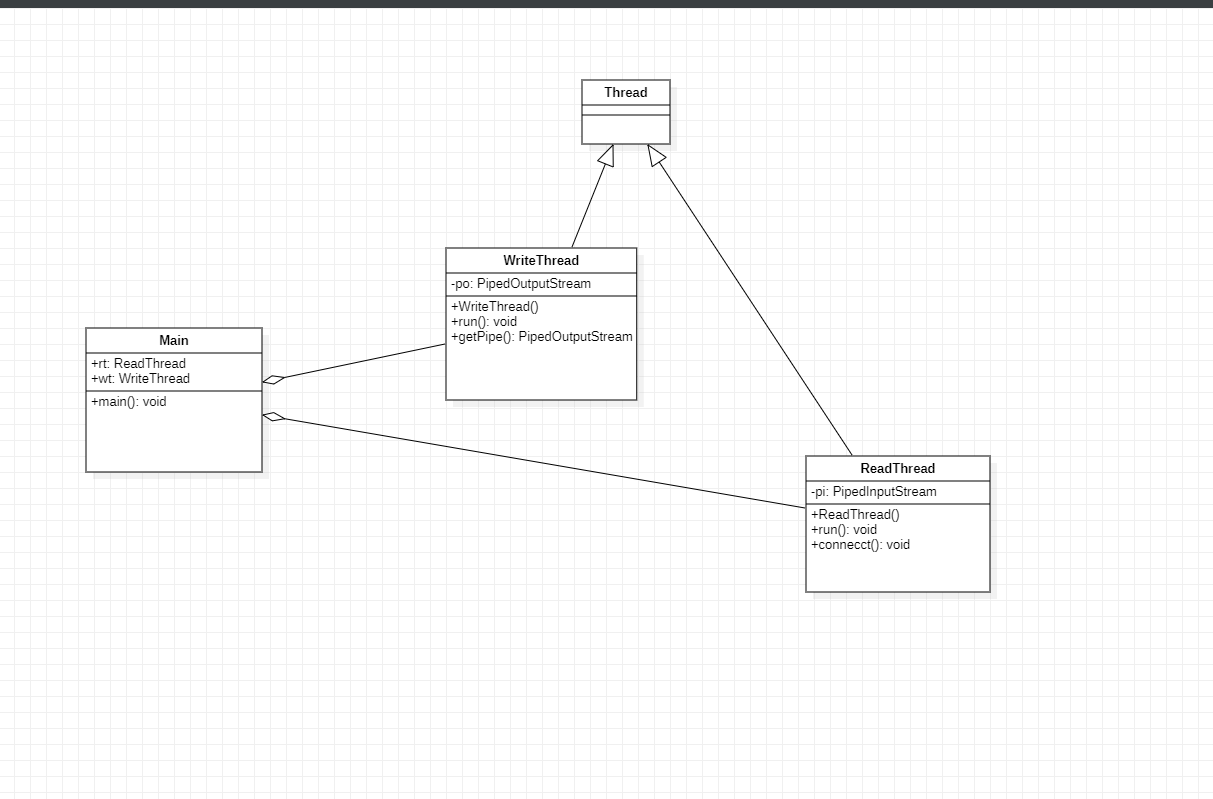 Thread
WriteThread
-po: PipedOutputStream
+WriteThread()
+run(): void
+getPipe(): PipedOutputStream
Main
+rt: ReadThread
+wt: WriteThread
+main(): void
ReadThread
-pi: PipedInputStream
+ReadThread()
+run(): void
+connecct(): void